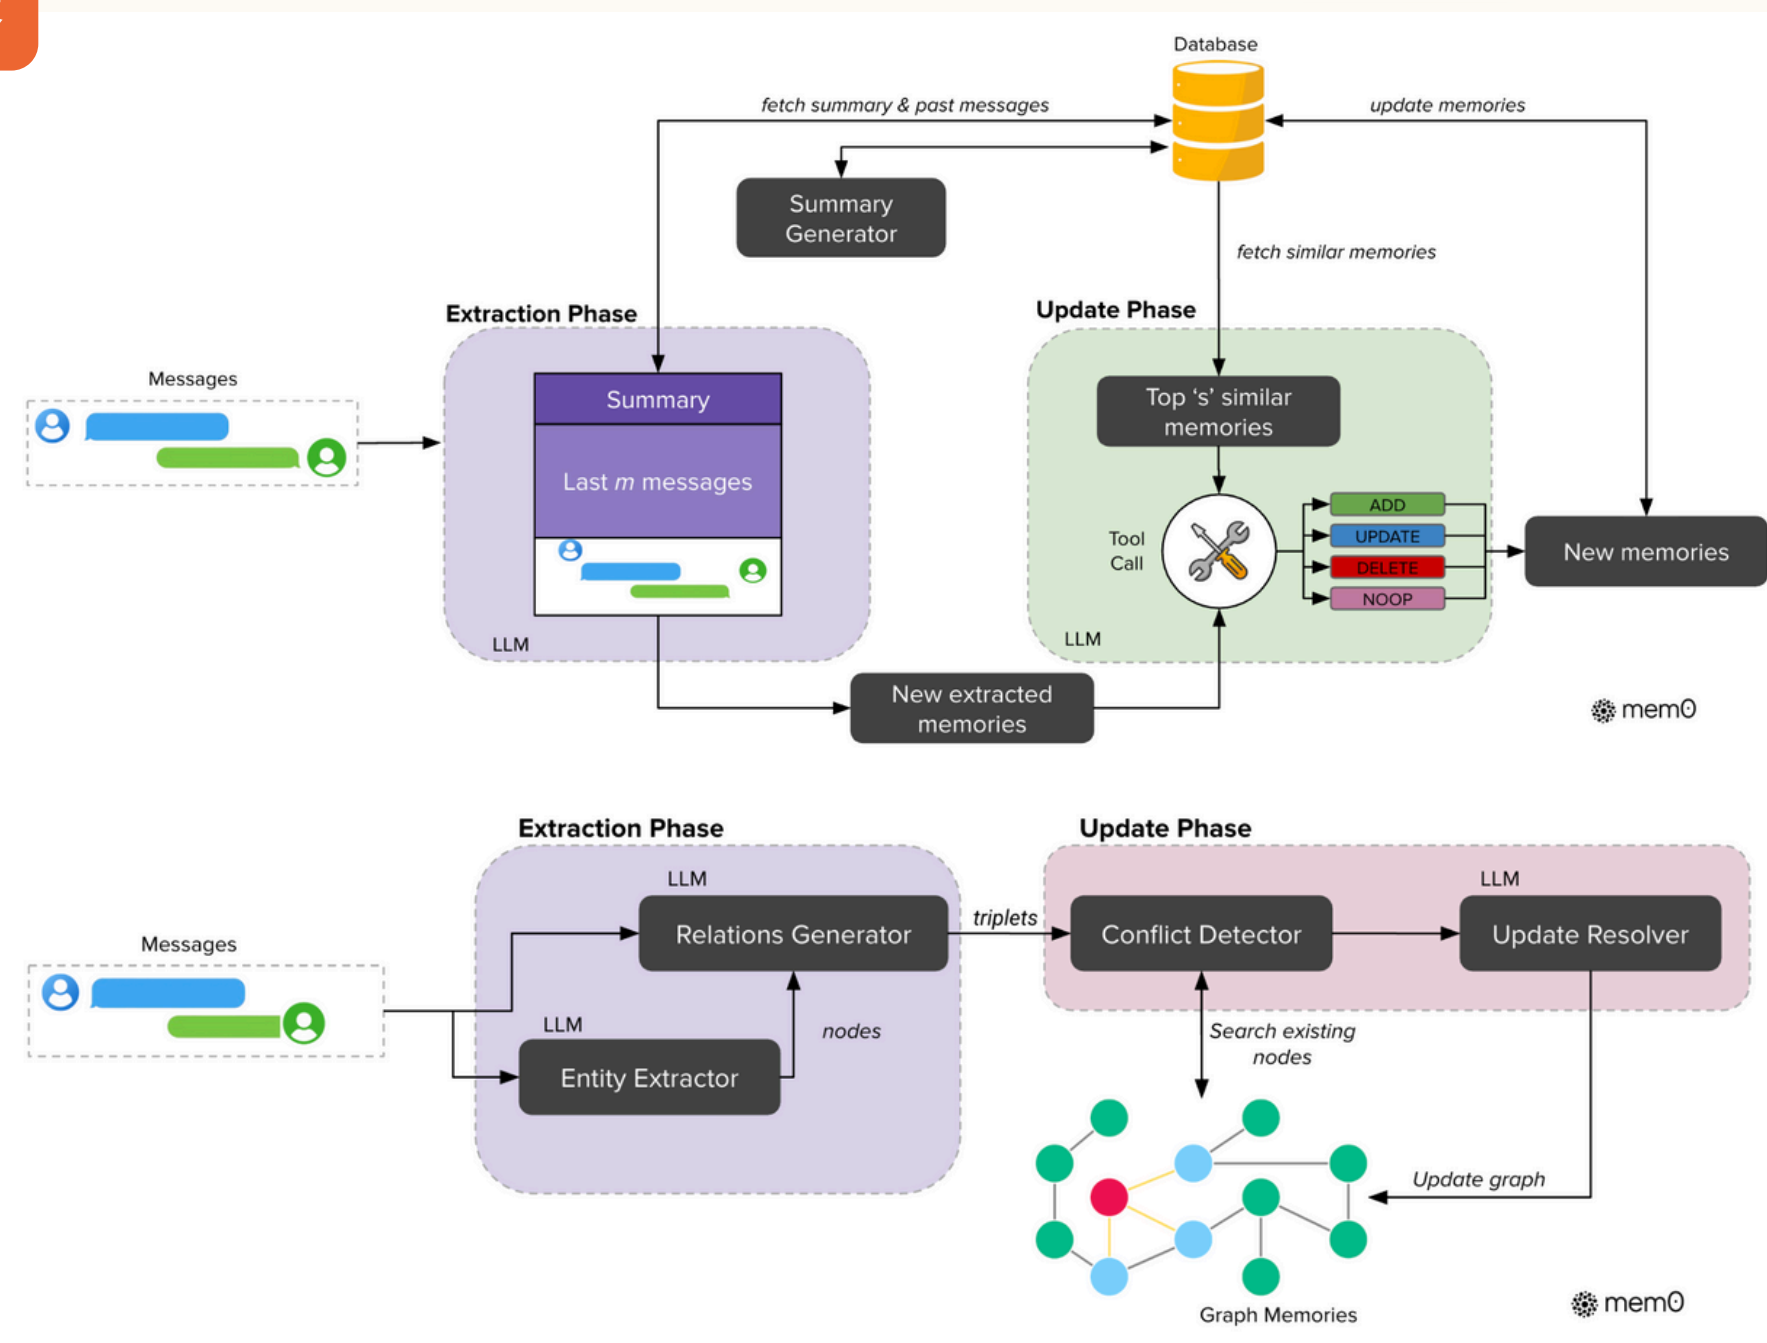 Database
fetch summary & past messages
update memories
Summary
Generator
fetch similar memories
Extraction Phase
Update Phase
Messages
Summary
Top ‘s’ similar
memories
Last m messages
Tool
Call
ADD
UPDATE
DELETE
NOOP
New memories
LLM
LLM
New extracted
memories
mem0
Extraction Phase
Update Phase
LLM
LLM
Relations Generator
triplets
Conflict Detector
Update Resolver
Messages
LLM
nodes
Search existing
nodes
Entity Extractor
Update graph
Graph Memories
mem0